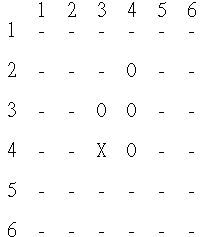 1 2 3 4 5 6
1 - - - - - -
2 - - - O - -
3 - - O O - -
4 - - X O - -
5 - - - - - -
6 - - - - - -